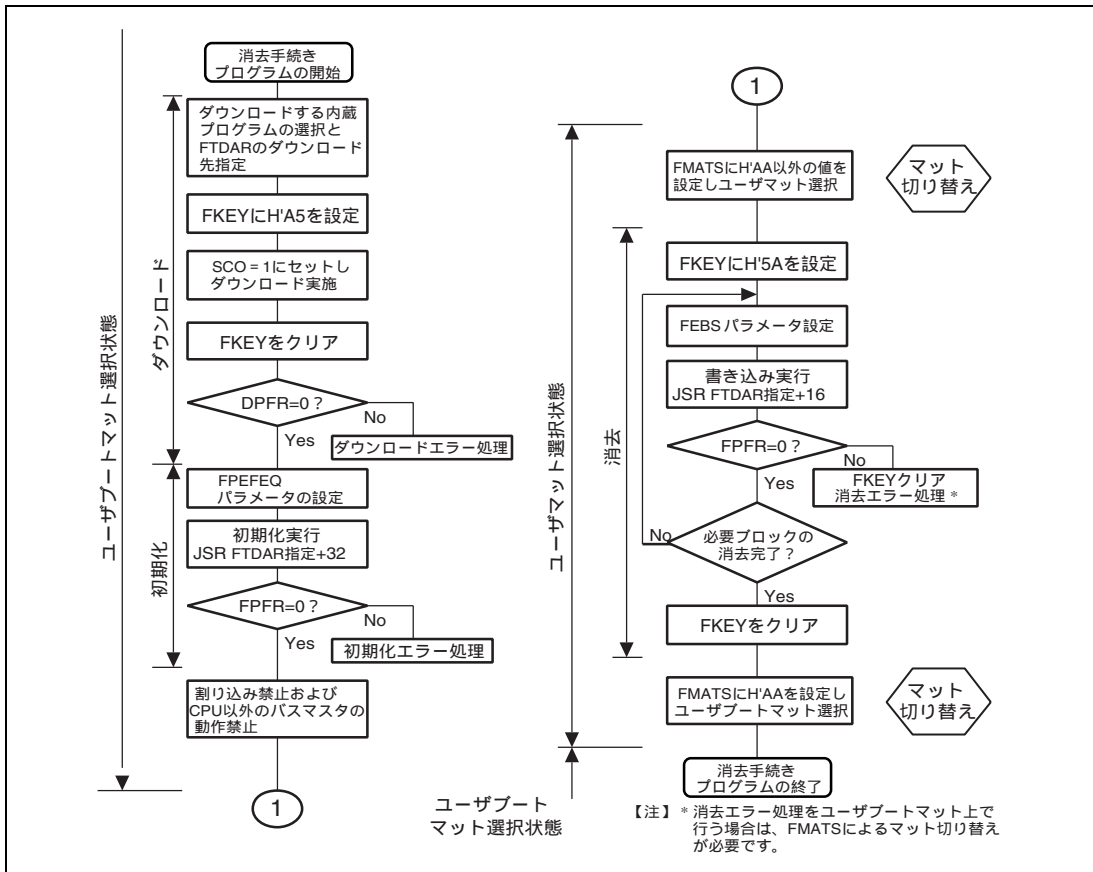 消去手続き
プログラムの開始
ダウンロードする内蔵
プログラムの選択と
FTDARのダウンロード
先指定
FKEYにH'A5を設定
SCO = 1にセットし
ダウンロード実施
FKEYをクリア
DPFR=0 ?
No
Yes
ダウンロードエラー処理
FPEFEQ
パラメータの設定
初期化実行
JSR FTDAR指定+32
FPFR=0 ?
No
Yes
初期化エラー処理
割り込み禁止および
CPU以外のバスマスタの
動作禁止
1
ダウンロード
初期化
ユーザブートマット選択状態
1
FMATSにH'AA以外の値を
設定しユーザマット選択
マット
切り替え
FKEYにH'5Aを設定
FEBS パラメータ設定
書き込み実行
JSR FTDAR指定+16
FPFR=0 ?
No
Yes
FKEYクリア
消去エラー処理 *
必要ブロックの
消去完了?
No
Yes
FKEYをクリア
FMATSにH'AAを設定し
ユーザブートマット選択
マット
切り替え
消去手続き
プログラムの終了
消去
ユーザマット選択状態
ユーザブート
マット選択状態
【注】 * 消去エラー処理をユーザブートマット上で
行う場合は、FMATSによるマット切り替え
が必要です。